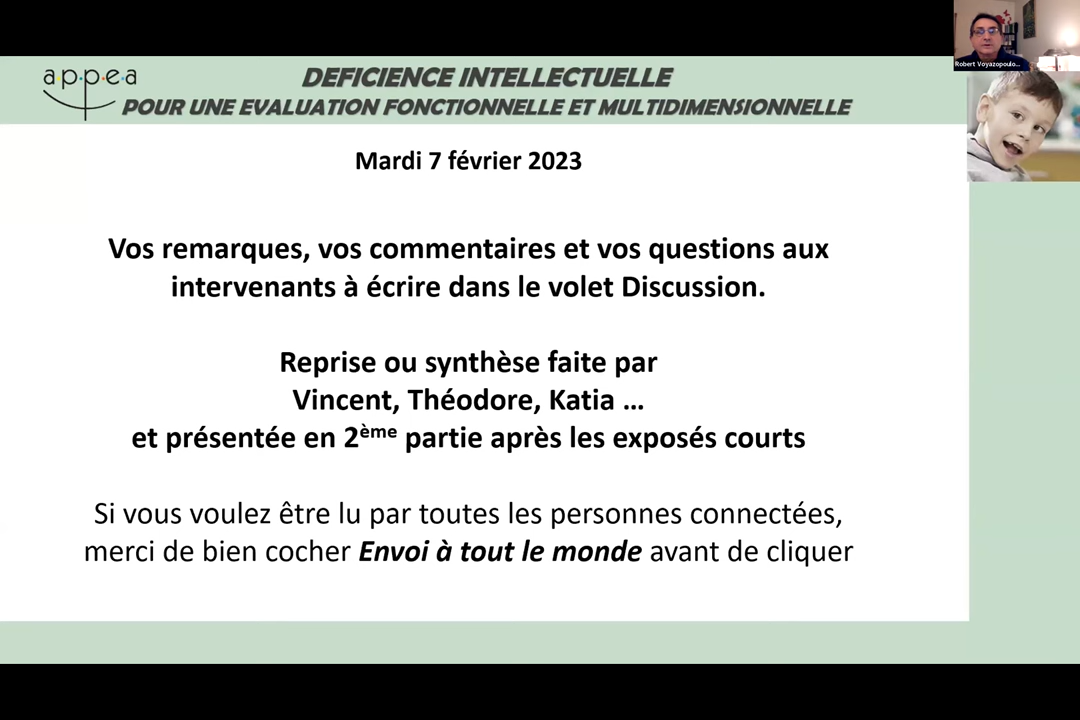 a·p·p·e·a
DEFICIENCE INTELLECTUELLE
POUR UNE EVALUATION FONCTIONNELLE ET MULTIDIMENSIONNELLE
Robert Voyazopoulo...
Mardi 7 février 2023
Vos remarques, vos commentaires et vos questions aux
intervenants à écrire dans le volet Discussion.
Reprise ou synthèse faite par
Vincent, Théodore, Katia …
et présentée en 2ème partie après les exposés courts
Si vous voulez être lu par toutes les personnes connectées,
merci de bien cocher Envoi à tout le monde avant de cliquer